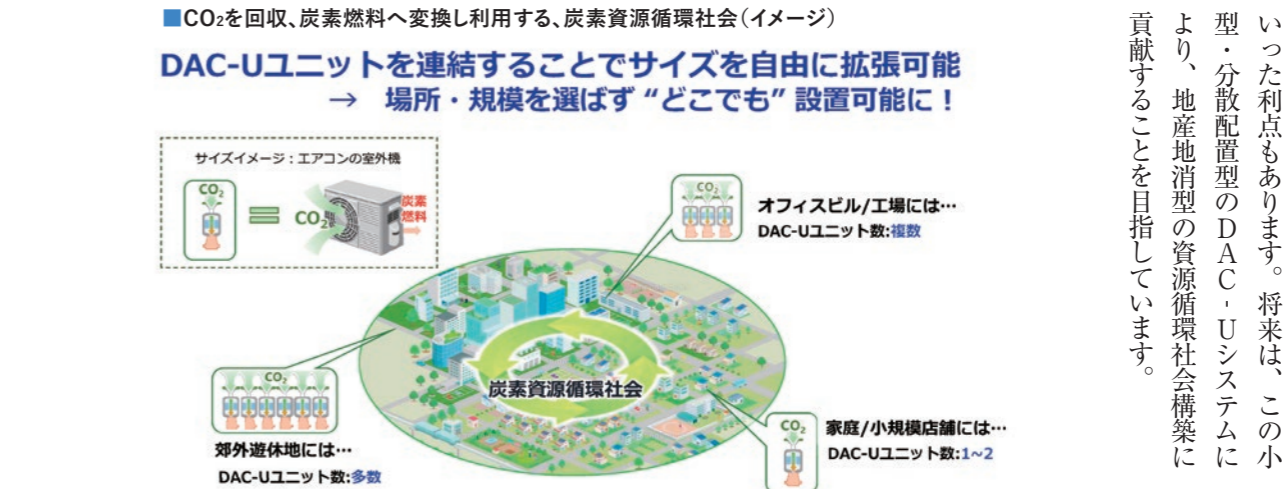 ■CO₂を回収、炭素燃料へ変換し利用する、炭素資源循環社会（イメージ）
DAC-Uユニットを連結することでサイズを自由に拡張可能
→ 場所・規模を選ばず “どこでも” 設置可能に！
サイズイメージ：エアコンの室外機
CO₂
CO₂
炭素
燃料
CO₂
オフィスビル/工場には…
DAC-Uユニット数:複数
炭素資源循環社会
CO₂
郊外遊休地には…
DAC-Uユニット数:多数
CO₂
家庭/小規模店舗には…
DAC-Uユニット数:1~2
いった利点もあります。将来は、この小
型・分散配置型のDAC-Uシステムに
より、地産地消型の資源循環社会構築に
貢献することを目指しています。